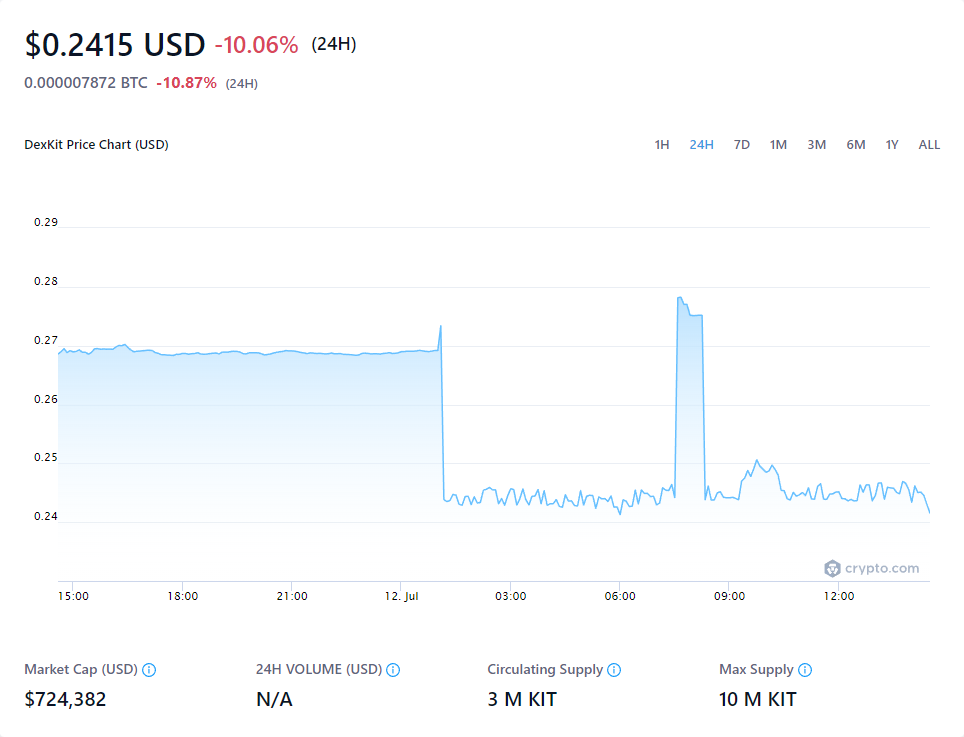 $0.2415 USD -10.06% (24H)
0.000007872 BTC -10.87% (24H)
DexKit Price Chart (USD) 1H 24H 7D 1M 3M 6M 1Y ALL
0.29
0.28
0.27
0.26
0.25
0.24
crypto.com
15:00 18:00 21:00 12. Jul 03:00 06:00 09:00 12:00
Market Cap (USD) 24H VOLUME (USD) Circulating Supply Max Supply
$724,382 N/A 3 M KIT 10 M KIT